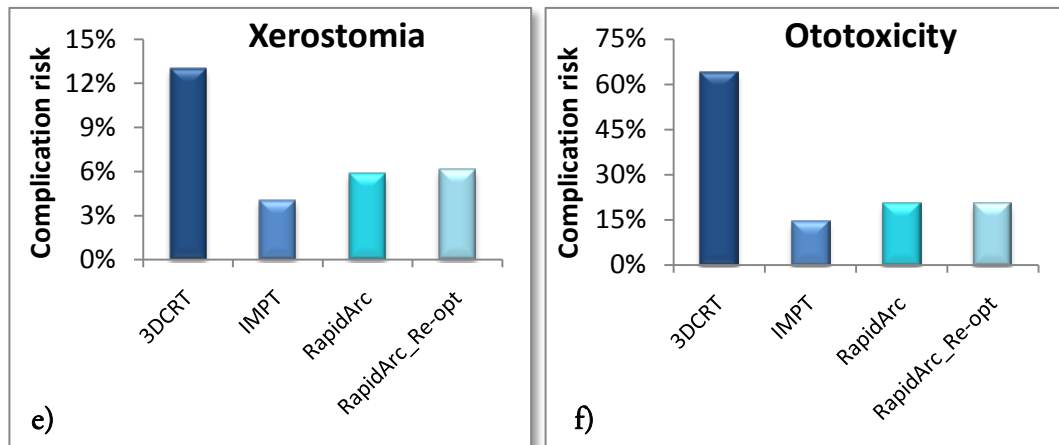 Xerostomia
Complication risk
15%
12%
9%
6%
3%
0%
3DCRT
IMPT
RapidArc
RapidArc_Re-opt
e)
Ototoxicity
Complication risk
75%
60%
45%
30%
15%
0%
3DCRT
IMPT
RapidArc
RapidArc_Re-opt
f)